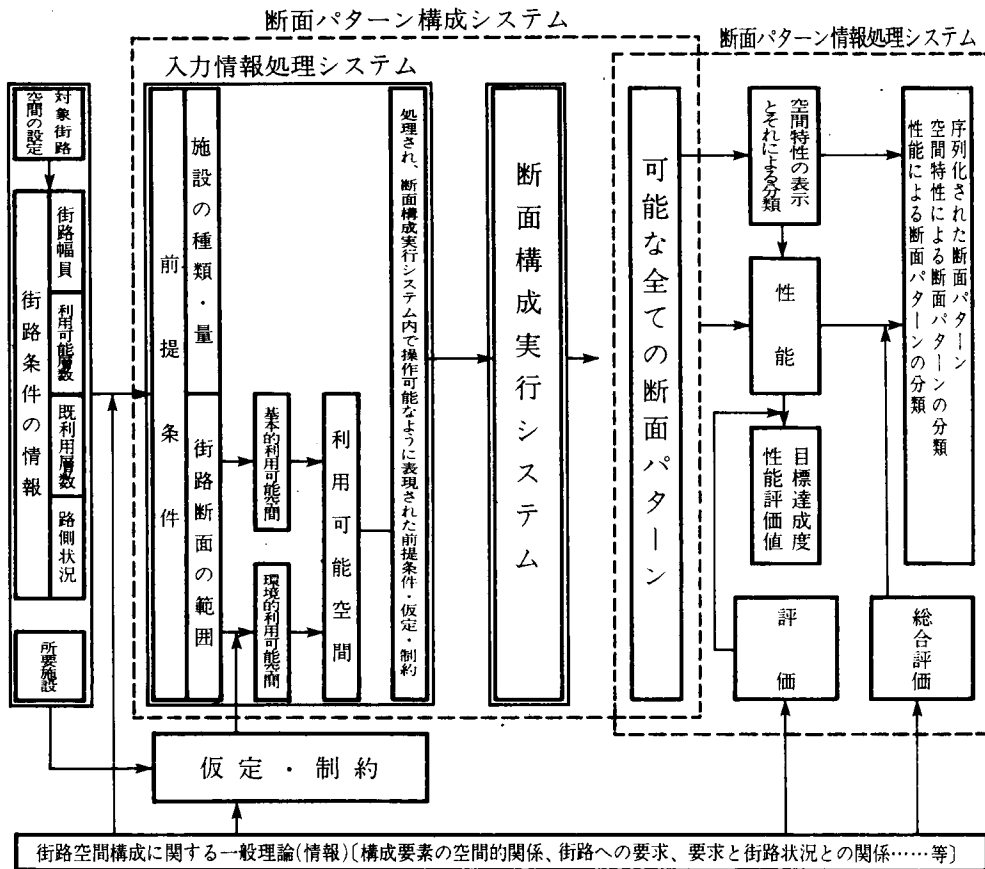 断面パターン構成システム
断面パターン情報処理システム
入力情報処理システム
対象街路
空間の設定
街路条件の情報
街路幅員
利用可能層数
既利用層数
路側状況
所要施設
前提条件
施設の種類・量
街路断面の範囲
基本的利用可能空間
環境的利用可能空間
利用可能空間
処理され、断面構成実行システム内で操作可能なように表現された前提条件・仮定・制約
断面構成実行システム
可能な全ての断面パターン
空間特性の表示
とそれによる分類
性能
目標達成度
性能評価値
評価
序列化された断面パターン
空間特性による断面パターンの分類
性能による断面パターンの分類
総合評価
仮定・制約
街路空間構成に関する一般理論(情報)〔構成要素の空間的関係、街路への要求、要求と街路状況との関係……等〕